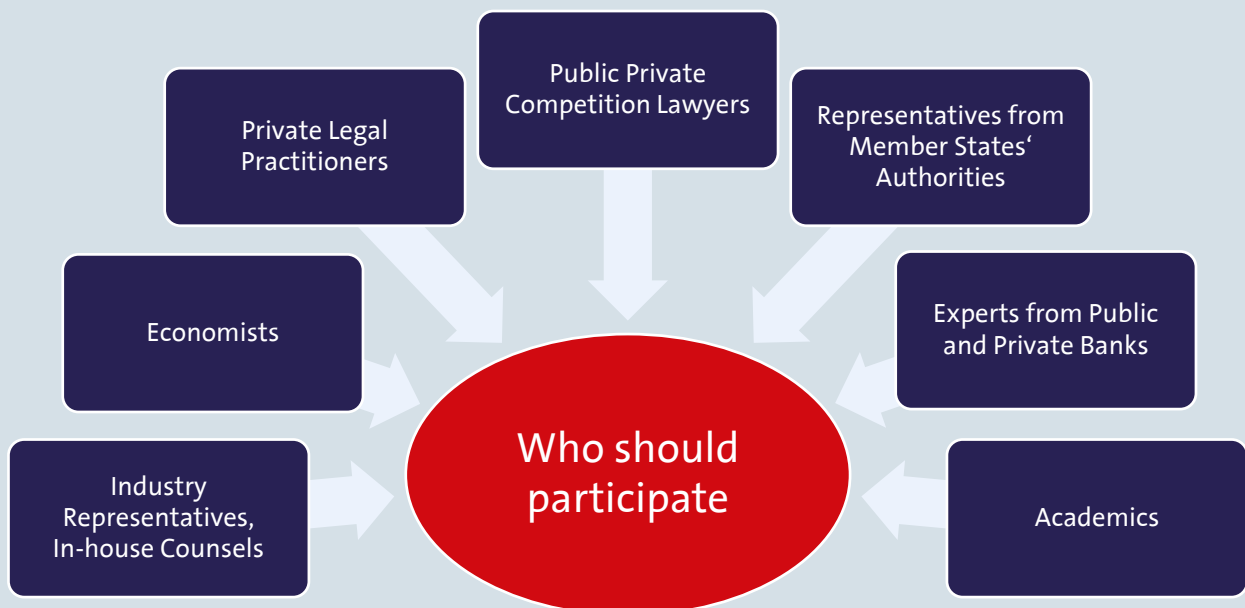 Public Private
Competition Lawyers
Private Legal
Practitioners
Representatives from
Member States‘
Authorities
Economists
Experts from Public
and Private Banks
Who should
participate
Industry
Representatives,
In-house Counsels
Academics